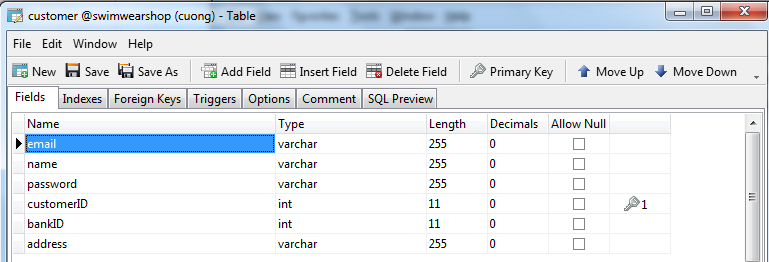 customer @swimwearshop (cuong) - Table
File Edit Window Help
New Save Save As Add Field Insert Field Delete Field Primary Key Move Up Move Down
Fields Indexes Foreign Keys Triggers Options Comment SQL Preview
Name Type Length Decimals Allow Null
email varchar 255 0
name varchar 255 0
password varchar 255 0
customerID int 11 0 1
bankID int 11 0
address varchar 255 0